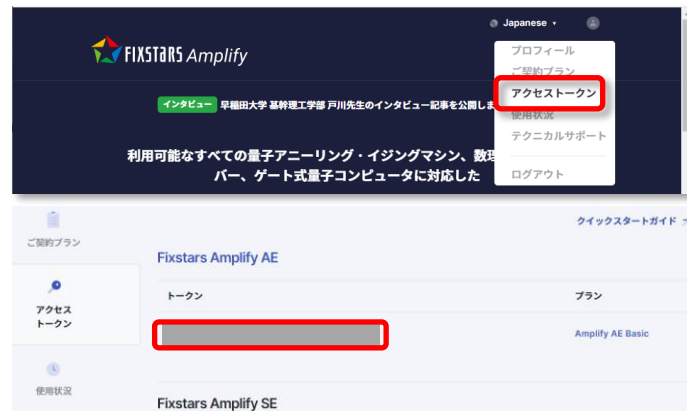 Japanese
FIXSTARS Amplify
プロフィール
ご契約プラン
アクセストークン
使用状況
テクニカルサポート
ログアウト
インタビュー 早稲田大学 基幹理工学部 戸川先生のインタビュー記事を公開しま
利用可能なすべての量子アニーリング・イジングマシン、数理
バー、ゲート式量子コンピュータに対応した
クイックスタートガイド
ご契約プラン
Fixstars Amplify AE
トークン
プラン
アクセス
トークン
Amplify AE Basic
使用状況
Fixstars Amplify SE